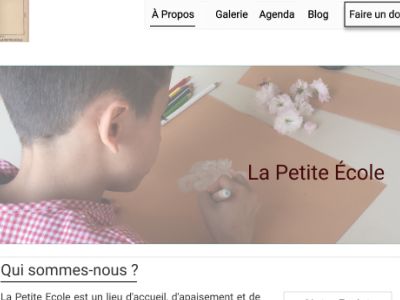 À Propos Galerie Agenda Blog Faire un do
La Petite École
Qui sommes-nous ?
La Petite Ecole est un lieu d'accueil, d'apaisement et de